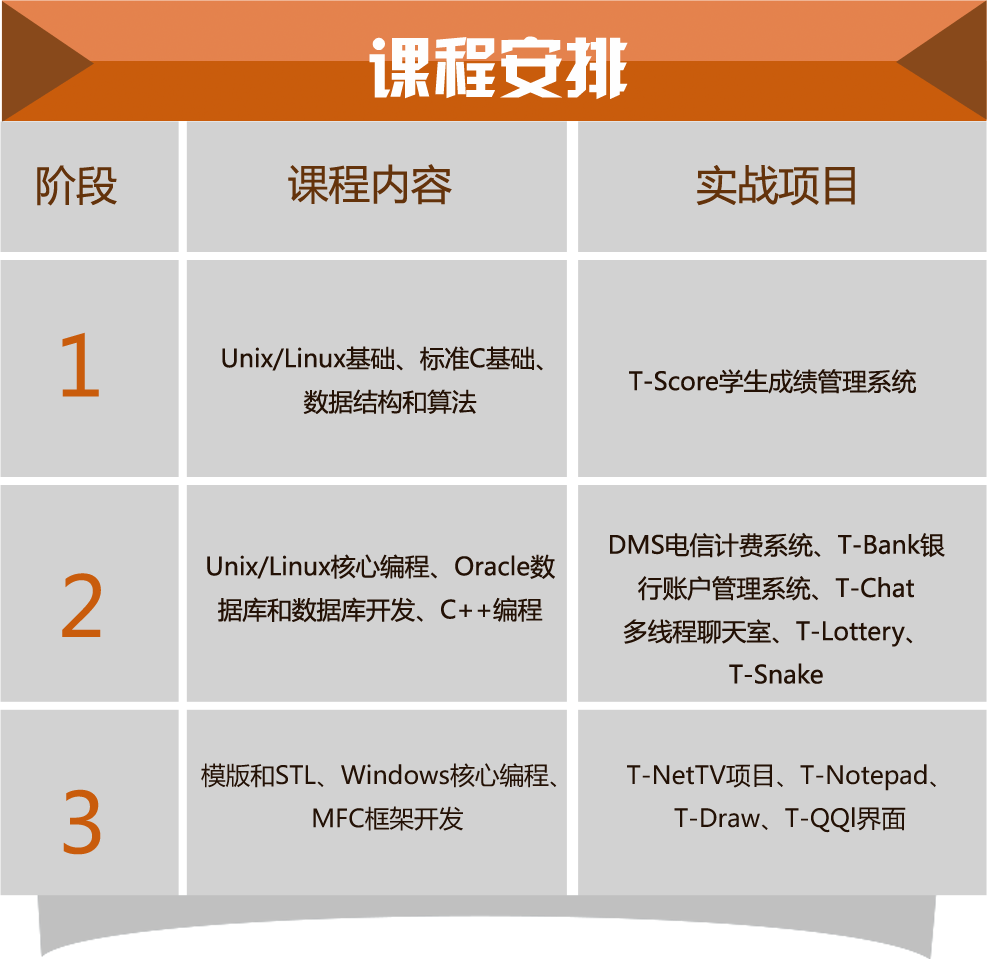 课程安排
阶段
课程内容
实战项目
1
Unix/Linux基础、标准C基础、
数据结构和算法
T-Score学生成绩管理系统
2
Unix/Linux核心编程、Oracle数
据库和数据库开发、C++编程
DMS电信计费系统、T-Bank银
行账户管理系统、T-Chat
多线程聊天室、T-Lottery、
T-Snake
3
模版和STL、Windows核心编程、
MFC框架开发
T-NetTV项目、T-Notepad、
T-Draw、T-QQl界面